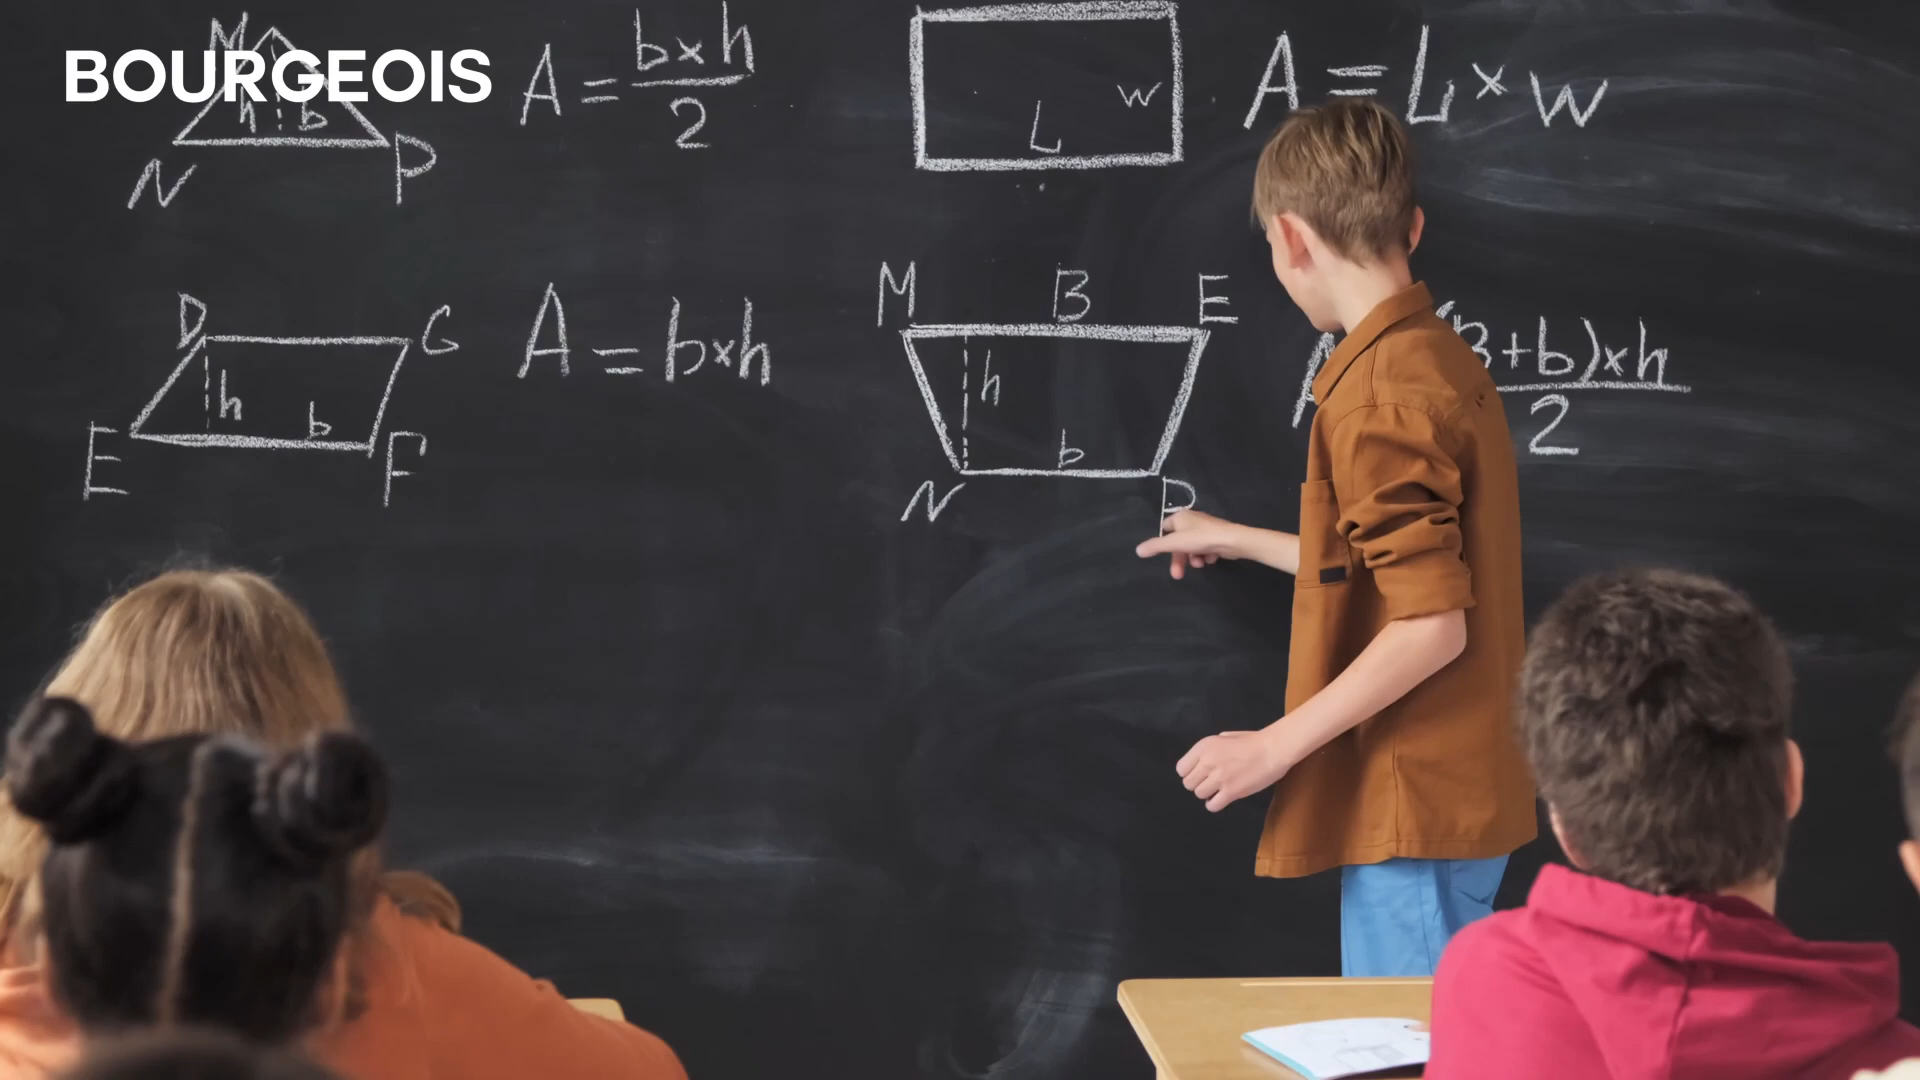 BOURGEOIS
M
h b
N P
A = b×h
2
L w
A = L×w
D G
h b
E F
A = b×h
M B E
h
b
N P
+b)×h
2